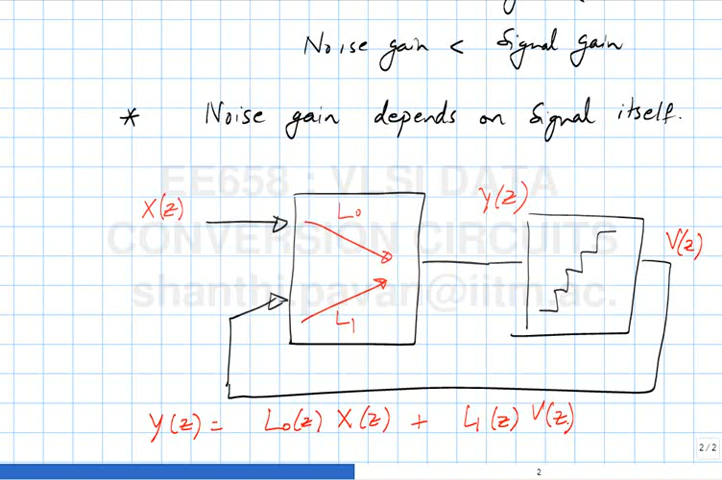 Noise gain < Signal gain
* Noise gain depends on Signal itself.
EE658 : VLSI DATA
CONVERSION CIRCUITS
shanthi.pavan@iitm.ac.
X(z)
L₀
Y(z)
V(z)
L₁
Y(z) = L₀(z) X(z) + L₁(z) V(z)
2/2
2